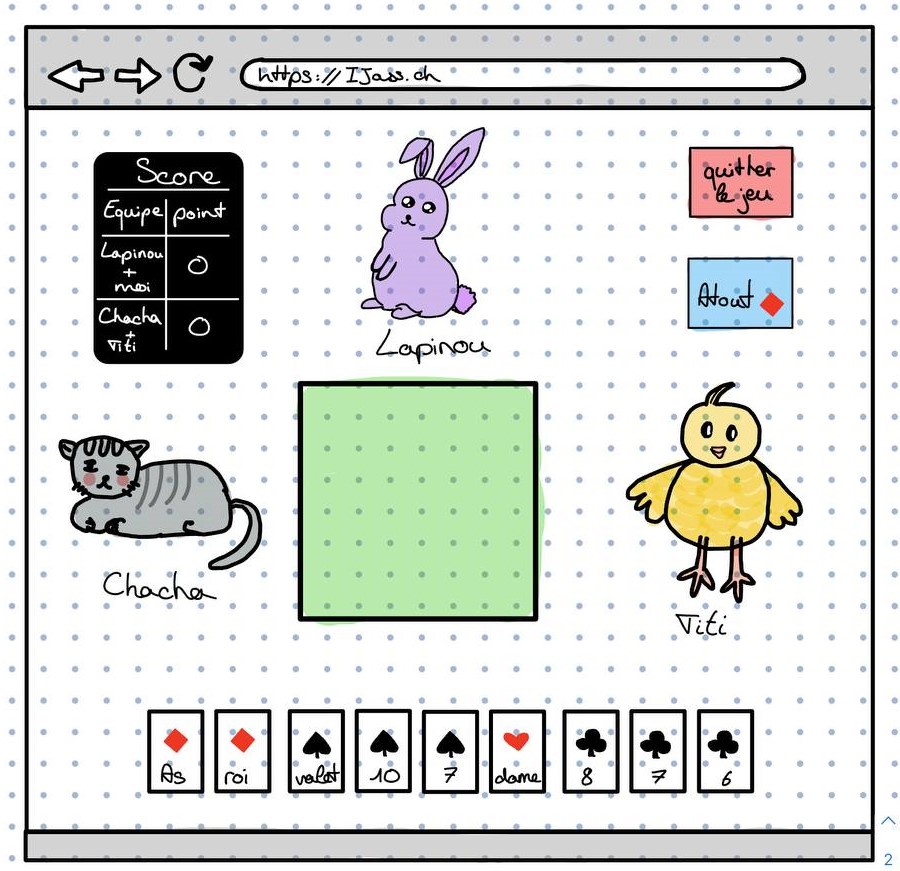 https://IJass.ch
Score
Equipe point
Lapinou
+
moi
0
Chacha
+
Titi
0
quitter
le jeu
Atout
Lapinou
Chacha
Titi
As roi valet 10 7 dame 8 7 6
2